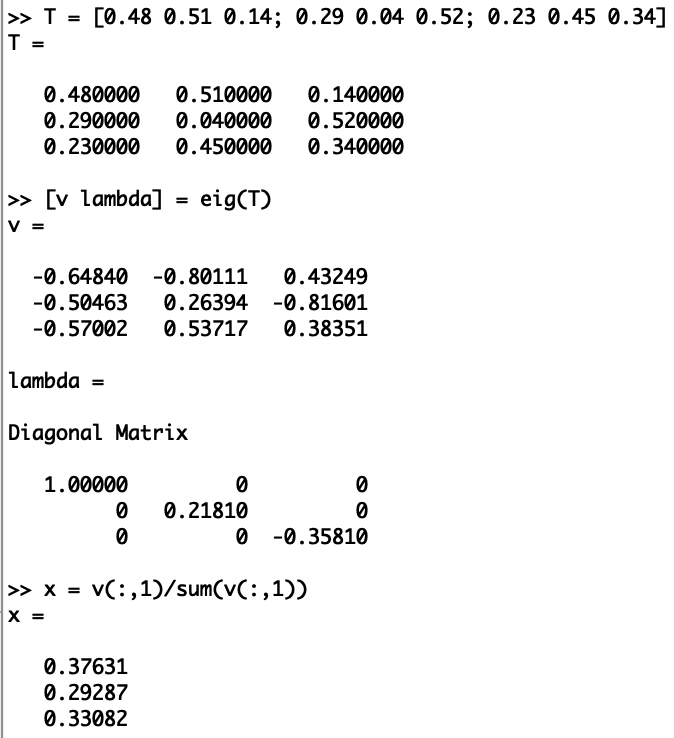 >> T = [0.48 0.51 0.14; 0.29 0.04 0.52; 0.23 0.45 0.34]
T =
0.480000 0.510000 0.140000
0.290000 0.040000 0.520000
0.230000 0.450000 0.340000
>> [v lambda] = eig(T)
v =
-0.64840 -0.80111 0.43249
-0.50463 0.26394 -0.81601
-0.57002 0.53717 0.38351
lambda =
Diagonal Matrix
1.00000 0 0
0 0.21810 0
0 0 -0.35810
>> x = v(:,1)/sum(v(:,1))
x =
0.37631
0.29287
0.33082